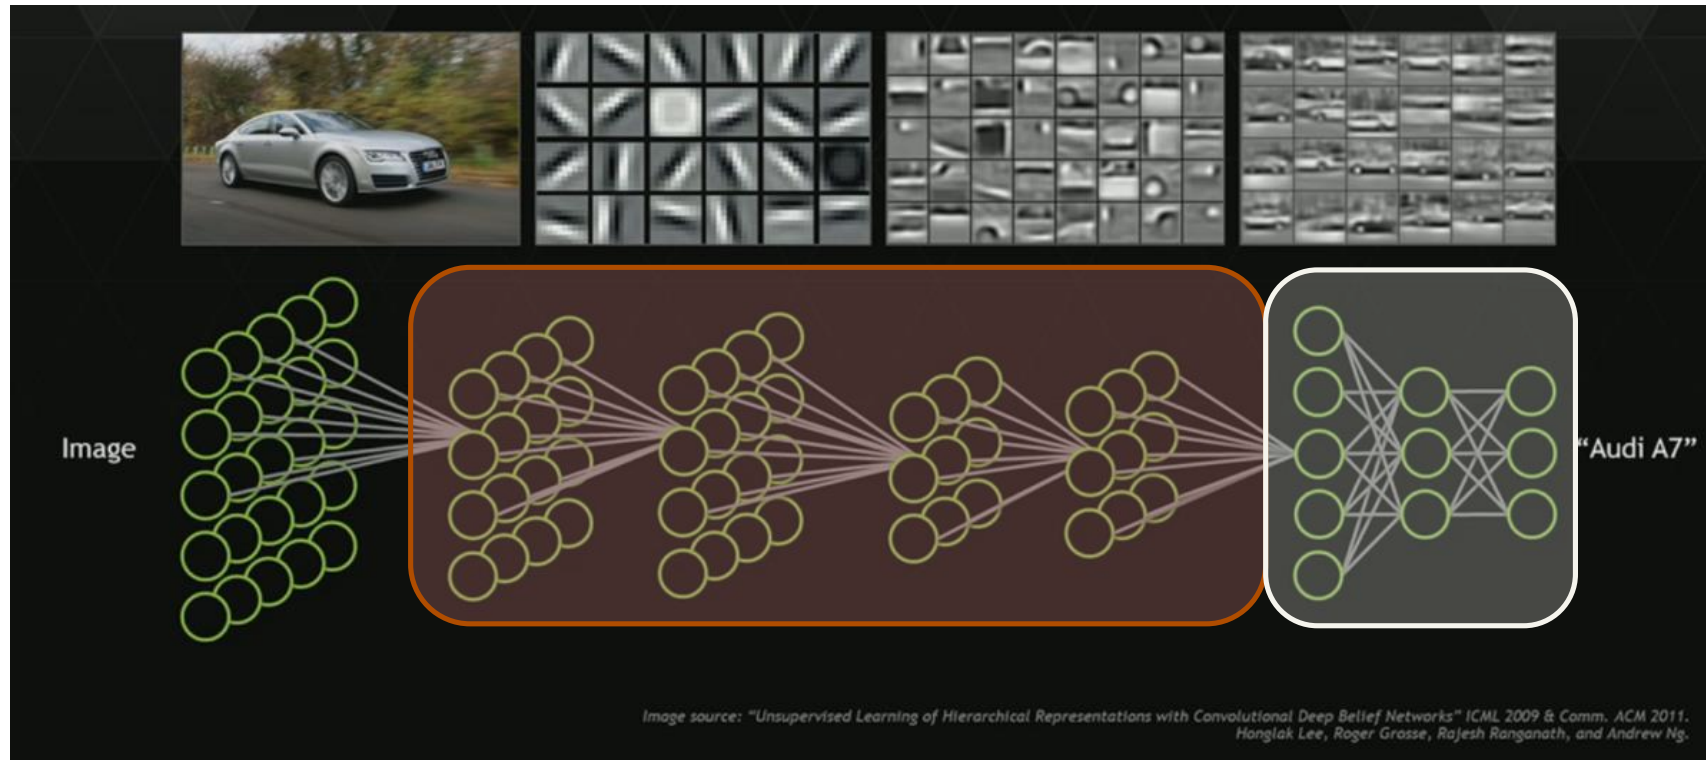 Image
“Audi A7”
Image source: “Unsupervised Learning of Hierarchical Representations with Convolutional Deep Belief Networks” ICML 2009 & Comm. ACM 2011.
Honglak Lee, Roger Grosse, Rajesh Ranganath, and Andrew Ng.